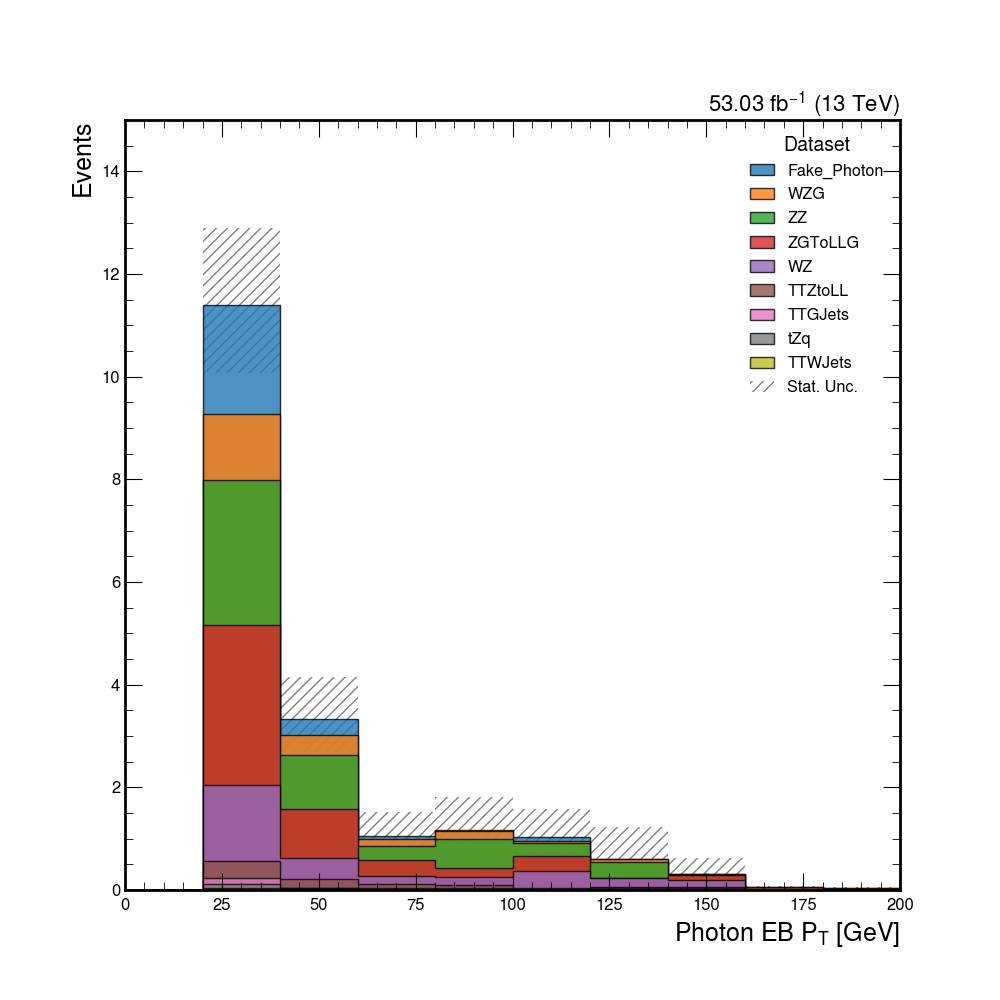 53.03 fb⁻¹ (13 TeV)
Events
Dataset
Fake_Photon
WZG
ZZ
ZGToLLG
WZ
TTZtoLL
TTGJets
tZq
TTWJets
Stat. Unc.
14
12
10
8
6
4
2
0
0 25 50 75 100 125 150 175 200
Photon EB P_T [GeV]